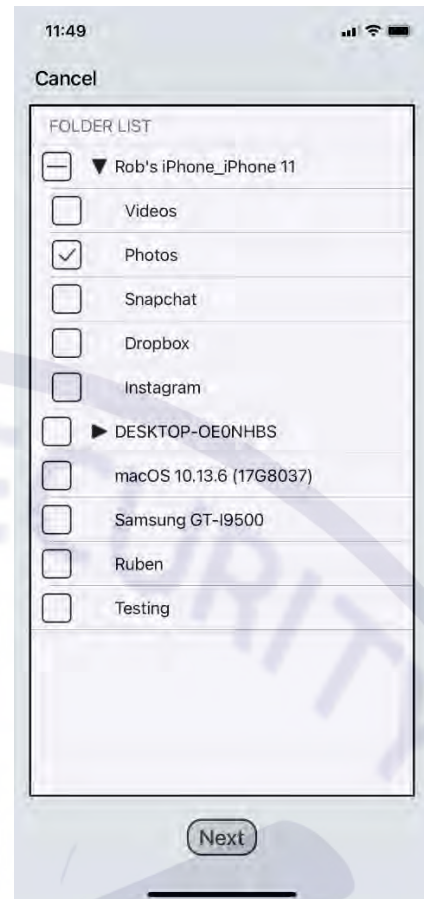 11:49
Cancel
FOLDER LIST
Rob's iPhone_iPhone 11
Videos
Photos
Snapchat
Dropbox
Instagram
DESKTOP-OE0NHBS
macOS 10.13.6 (17G8037)
Samsung GT-I9500
Ruben
Testing
Next